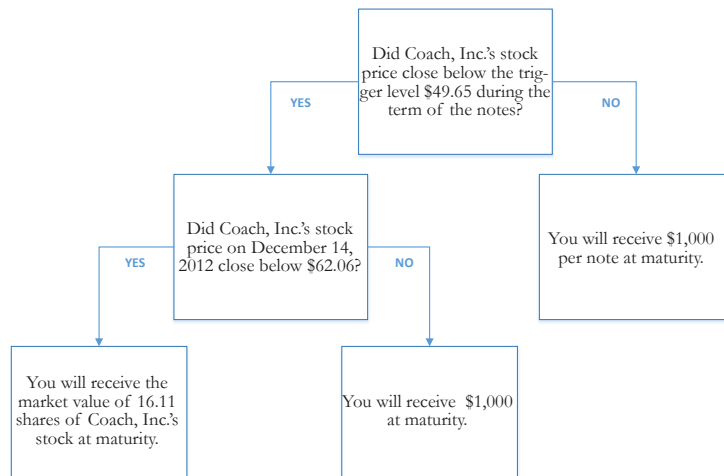 Did Coach, Inc.'s stock
price close below the trig-
ger level $49.65 during the
term of the notes?
YES
NO
Did Coach, Inc.'s stock
price on December 14,
2012 close below $62.06?
You will receive $1,000
per note at maturity.
YES
NO
You will receive the
market value of 16.11
shares of Coach, Inc.'s
stock at maturity.
You will receive $1,000
at maturity.